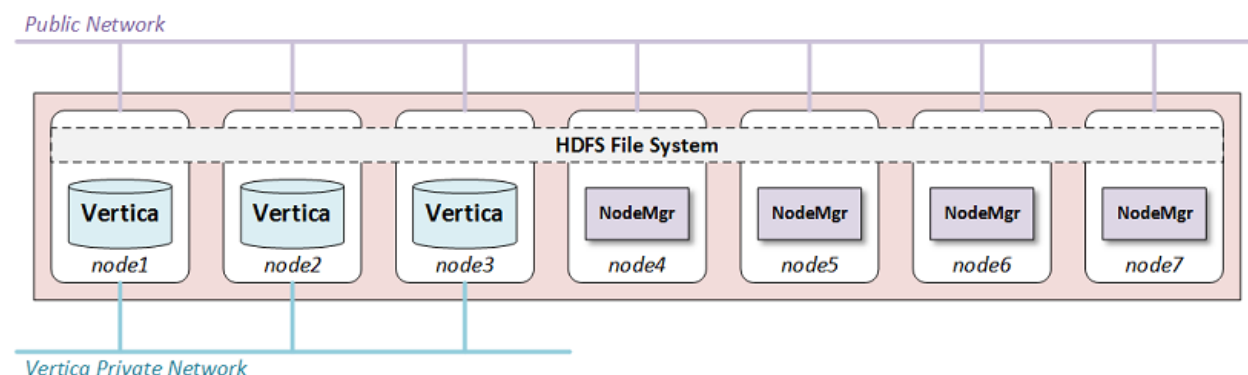 Public Network
HDFS File System
Vertica Vertica Vertica NodeMgr NodeMgr NodeMgr NodeMgr
node1 node2 node3 node4 node5 node6 node7
Vertica Private Network